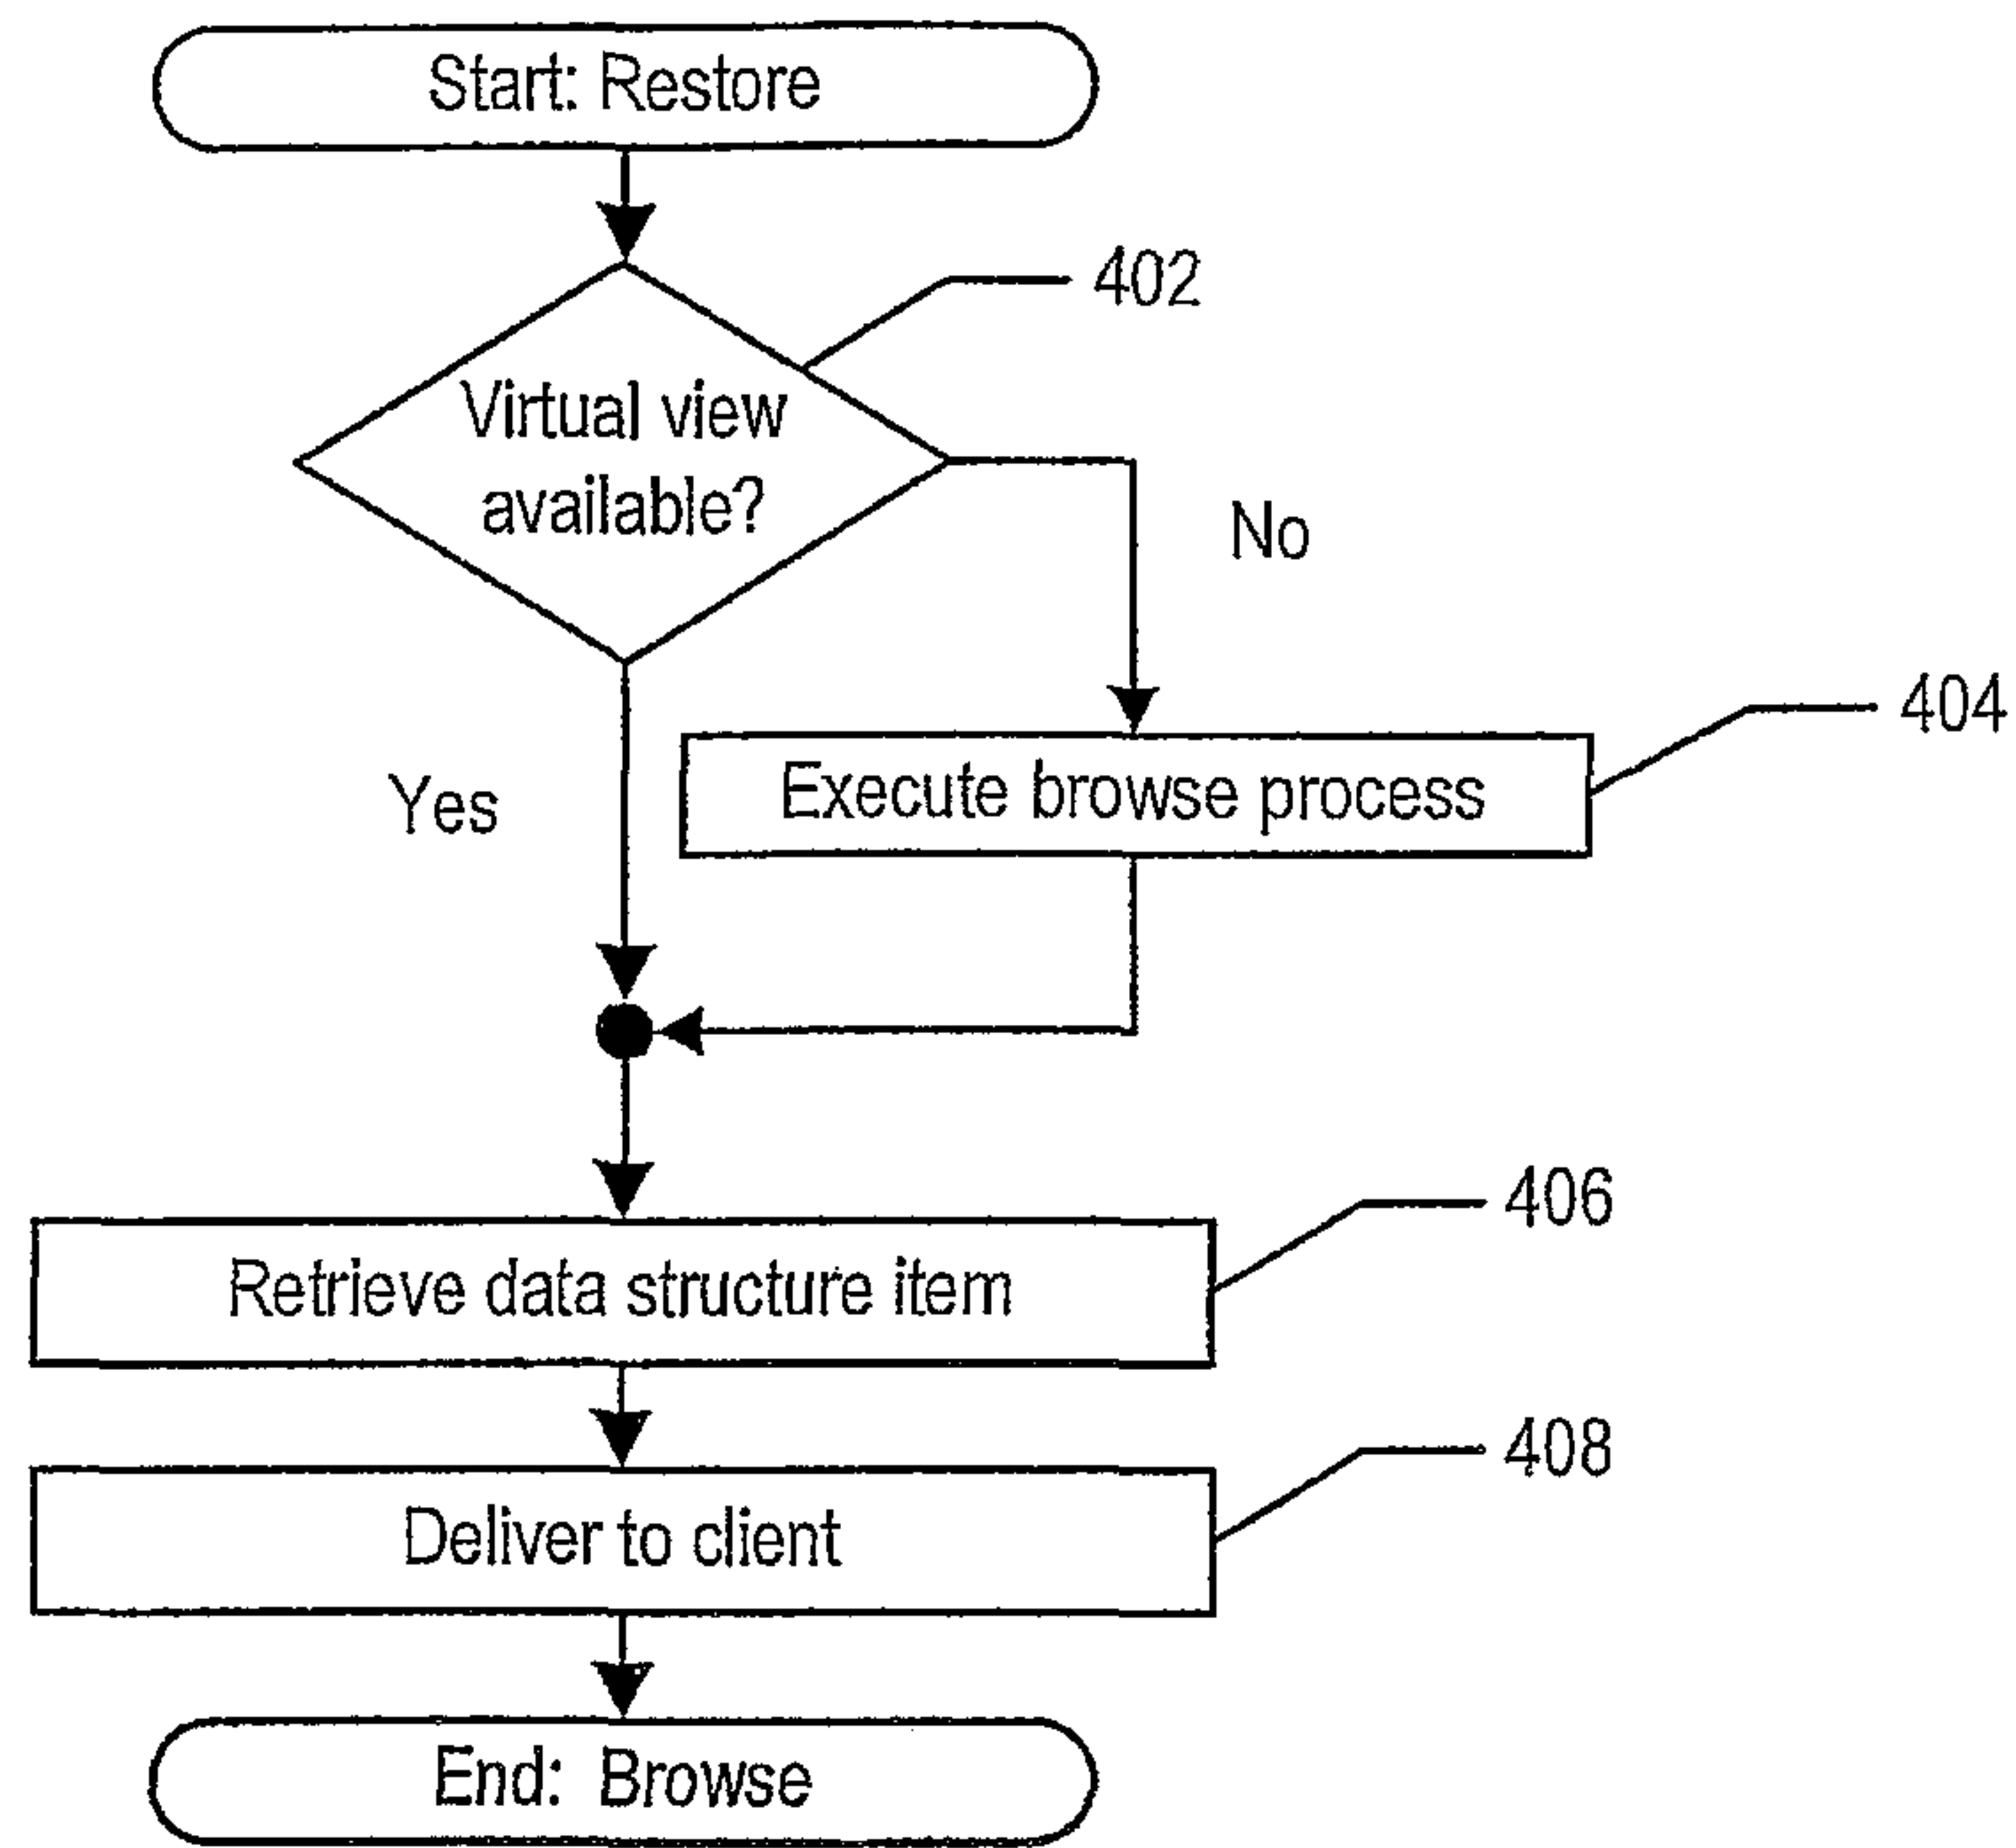 Start: Restore
402
Virtual view
available?
No
404
Yes
Execute browse process
406
Retrieve data structure item
408
Deliver to client
End: Browse